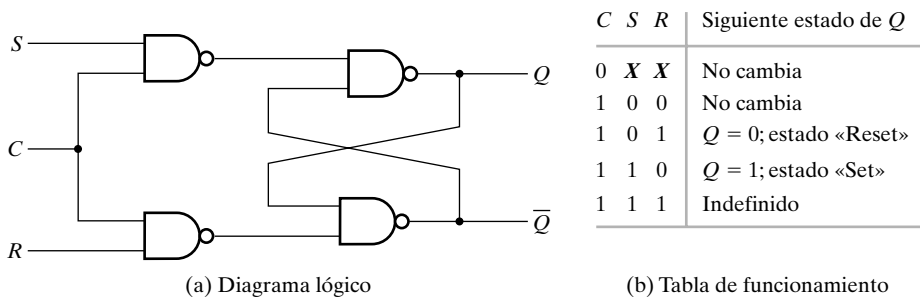 S
C
R
Q
Q̅
(a) Diagrama lógico
C S R Siguiente estado de Q
0 X X No cambia
1 0 0 No cambia
1 0 1 Q = 0; estado «Reset»
1 1 0 Q = 1; estado «Set»
1 1 1 Indefinido
(b) Tabla de funcionamiento